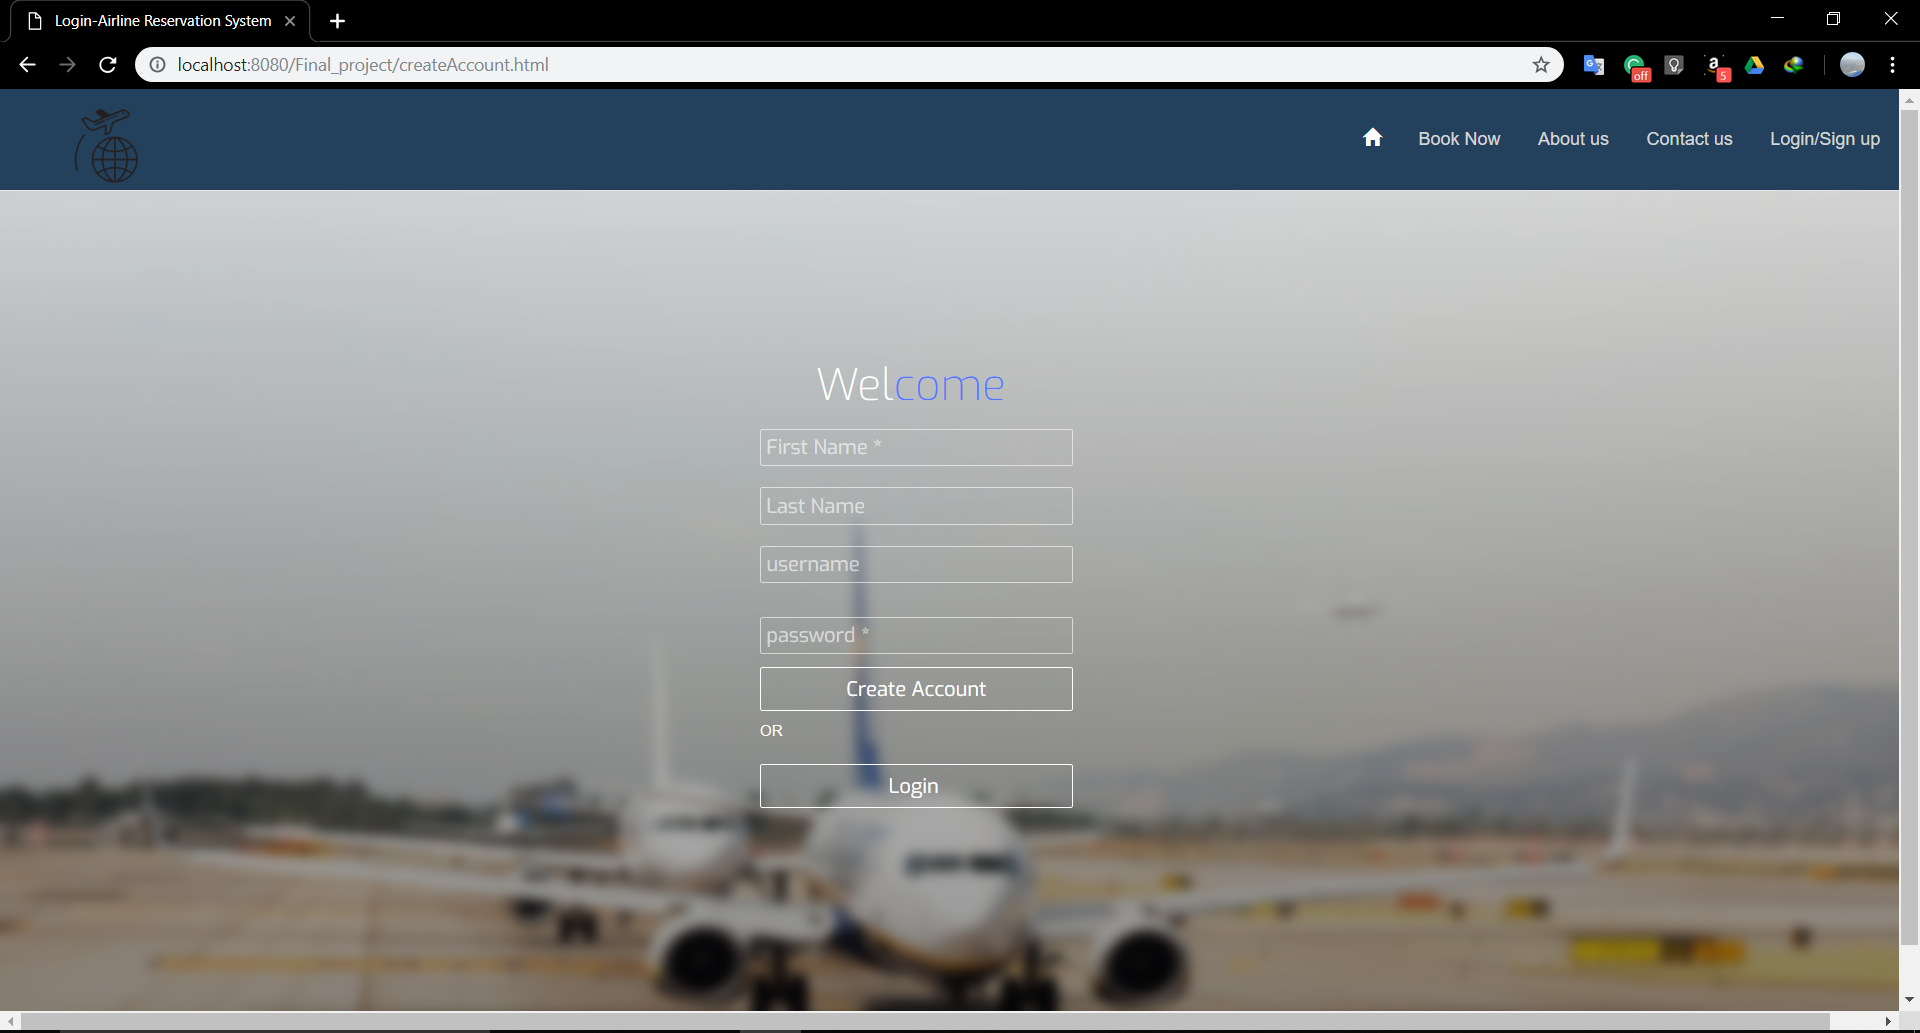 Login-Airline Reservation System
localhost:8080/Final_project/createAccount.html
off
a
5
Book Now About us Contact us Login/Sign up
Welcome
First Name *
Last Name
username
password *
Create Account
OR
Login